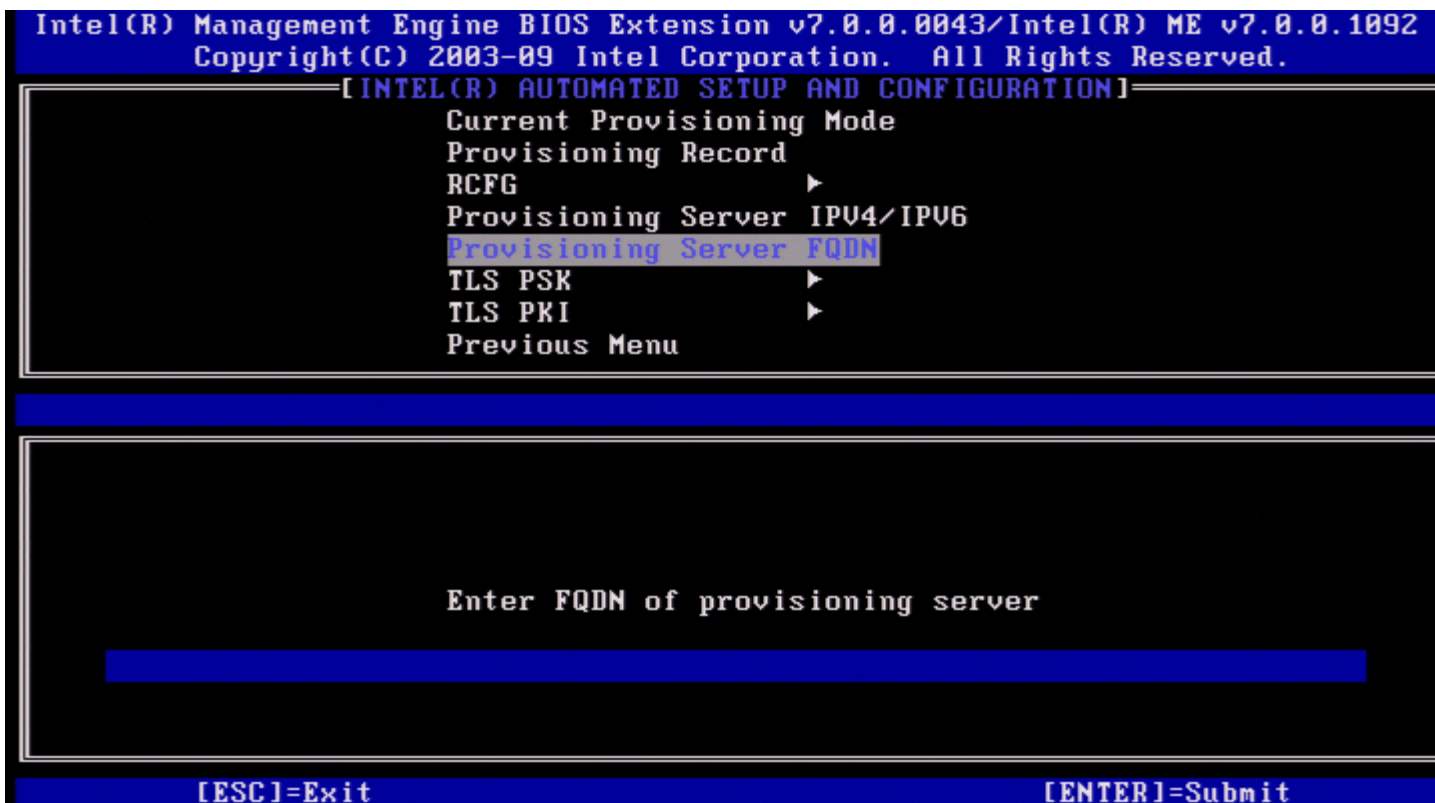 Intel(R) Management Engine BIOS Extension v7.0.0.0043/Intel(R) ME v7.0.0.1092
Copyright(C) 2003-09 Intel Corporation. All Rights Reserved.
[INTEL(R) AUTOMATED SETUP AND CONFIGURATION]
Current Provisioning Mode
Provisioning Record
RCFG ►
Provisioning Server IPV4/IPV6
Provisioning Server FQDN
TLS PSK ►
TLS PKI ►
Previous Menu
Enter FQDN of provisioning server
[ESC]=Exit [ENTER]=Submit